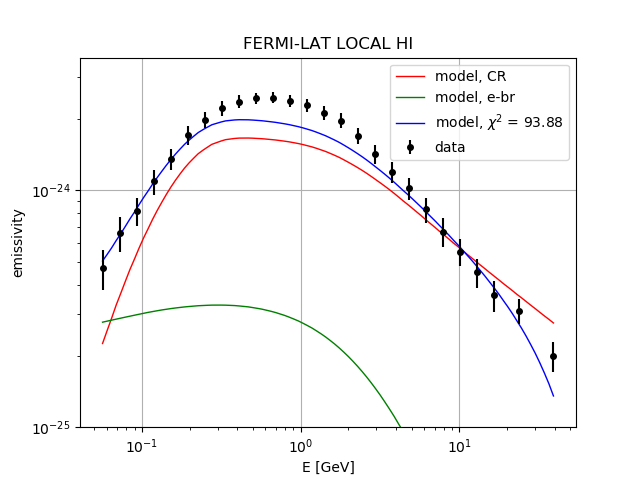 FERMI-LAT LOCAL HI
model, CR
model, e-br
model, χ² = 93.88
data
emissivity
10⁻²⁴
10⁻²⁵
10⁻¹
10⁰
10¹
E [GeV]